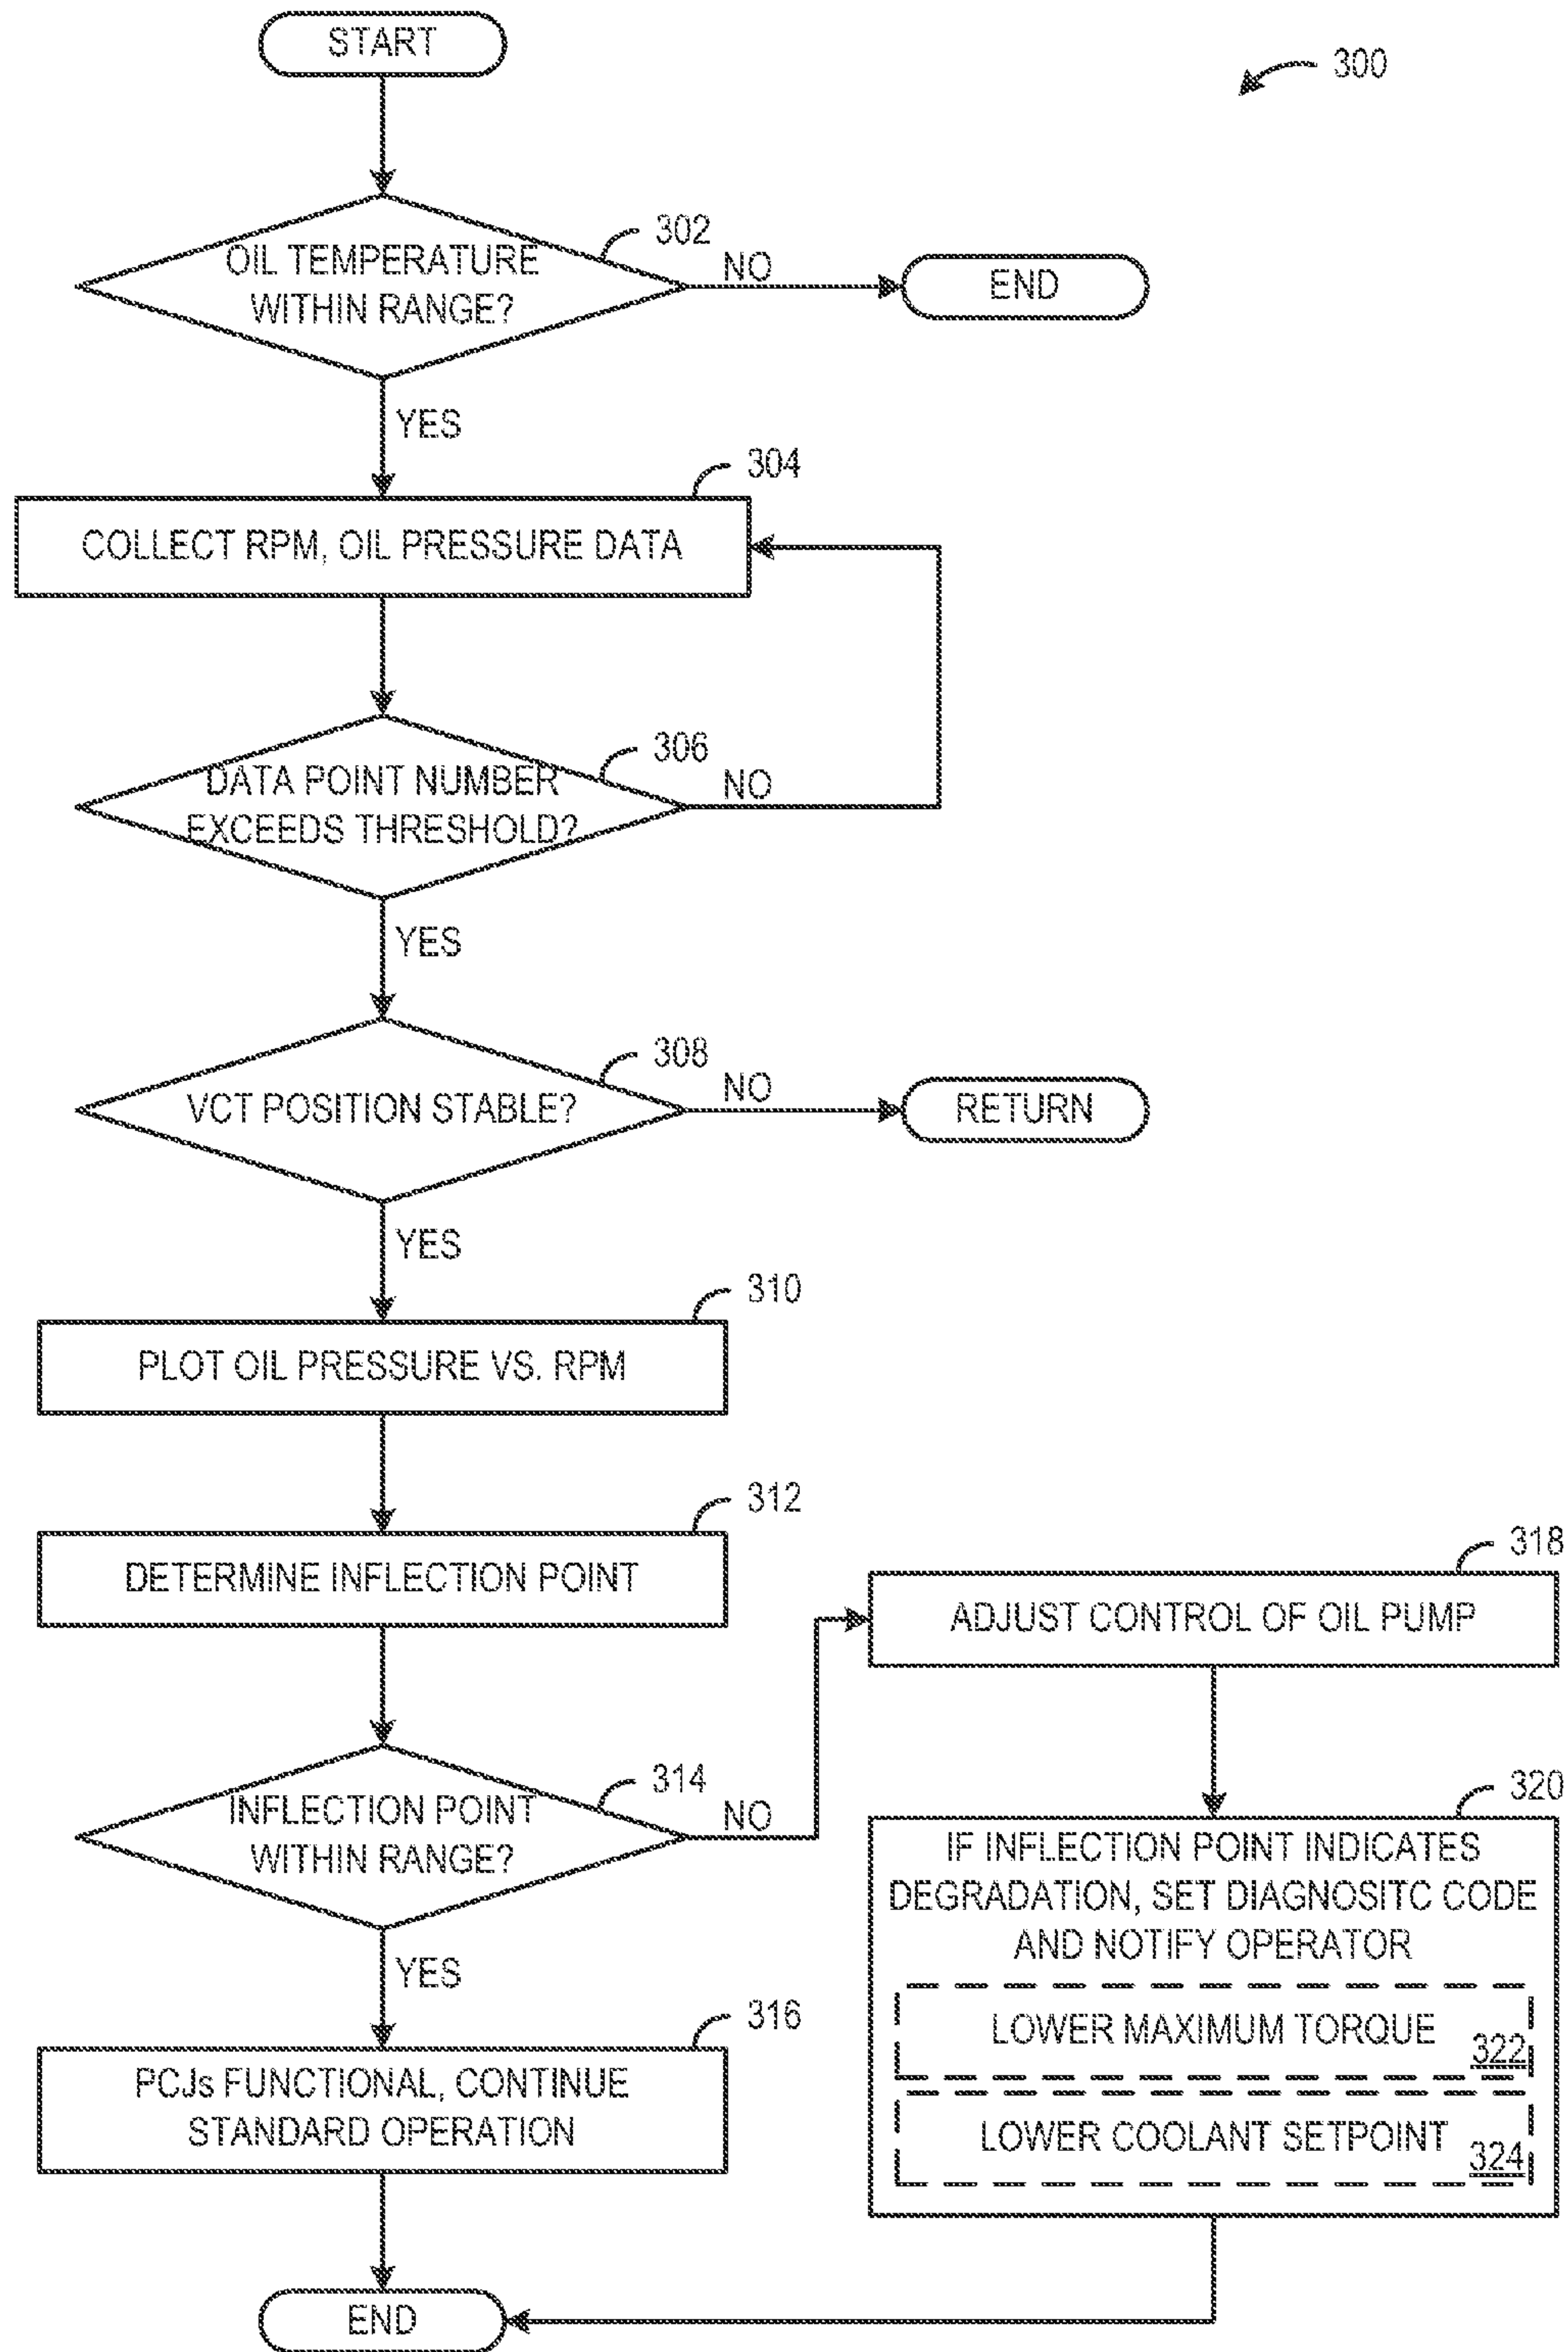 START
300
302
OIL TEMPERATURE
WITHIN RANGE?
NO
END
YES
304
COLLECT RPM, OIL PRESSURE DATA
306
DATA POINT NUMBER
EXCEEDS THRESHOLD?
NO
YES
308
VCT POSITION STABLE?
NO
RETURN
YES
310
PLOT OIL PRESSURE VS. RPM
312
DETERMINE INFLECTION POINT
314
INFLECTION POINT
WITHIN RANGE?
NO
YES
316
PCJs FUNCTIONAL, CONTINUE
STANDARD OPERATION
318
ADJUST CONTROL OF OIL PUMP
320
IF INFLECTION POINT INDICATES
DEGRADATION, SET DIAGNOSITC CODE
AND NOTIFY OPERATOR
LOWER MAXIMUM TORQUE
322
LOWER COOLANT SETPOINT
324
END